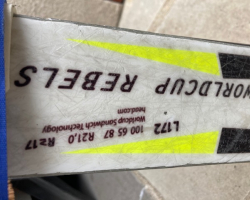 WORLDCUP REBELS
L172
100 65 87 R21,0 R≥17
Worldcup Sandwich Technology
head.com